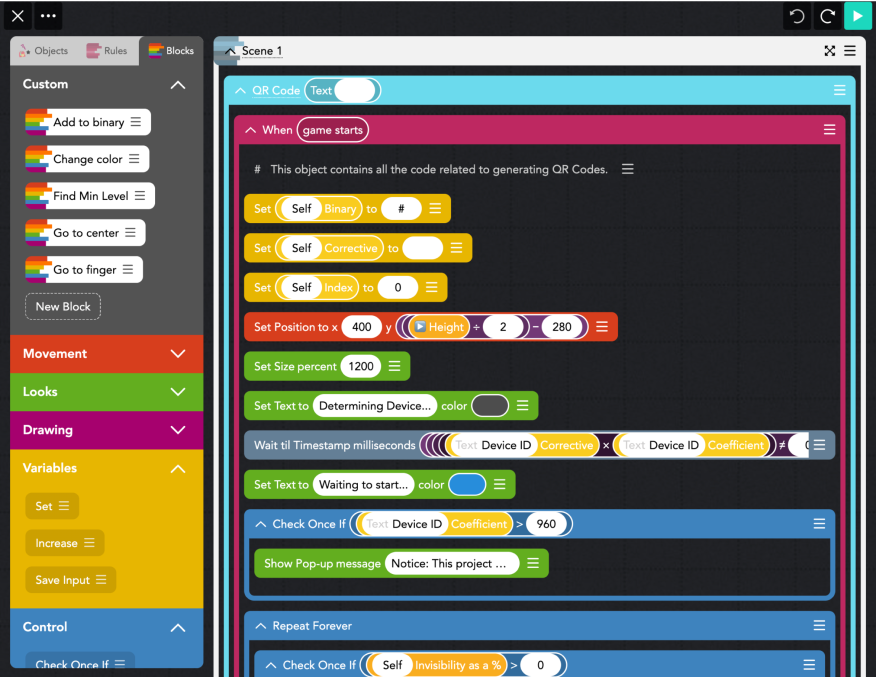 Objects Rules Blocks
Scene 1
Custom
Add to binary
Change color
Find Min Level
Go to center
Go to finger
New Block
Movement
Looks
Drawing
Variables
Set
Increase
Save Input
Control
Check Once If
QR Code Text
When game starts
# This object contains all the code related to generating QR Codes.
Set Self Binary to #
Set Self Corrective to
Set Self Index to 0
Set Position to x 400 y Height ÷ 2 − 280
Set Size percent 1200
Set Text to Determining Device... color
Wait til Timestamp milliseconds Text Device ID Corrective × Text Device ID Coefficient ≠
Set Text to Waiting to start... color
Check Once If Text Device ID Coefficient > 960
Show Pop-up message Notice: This project ...
Repeat Forever
Check Once If Self Invisibility as a % > 0